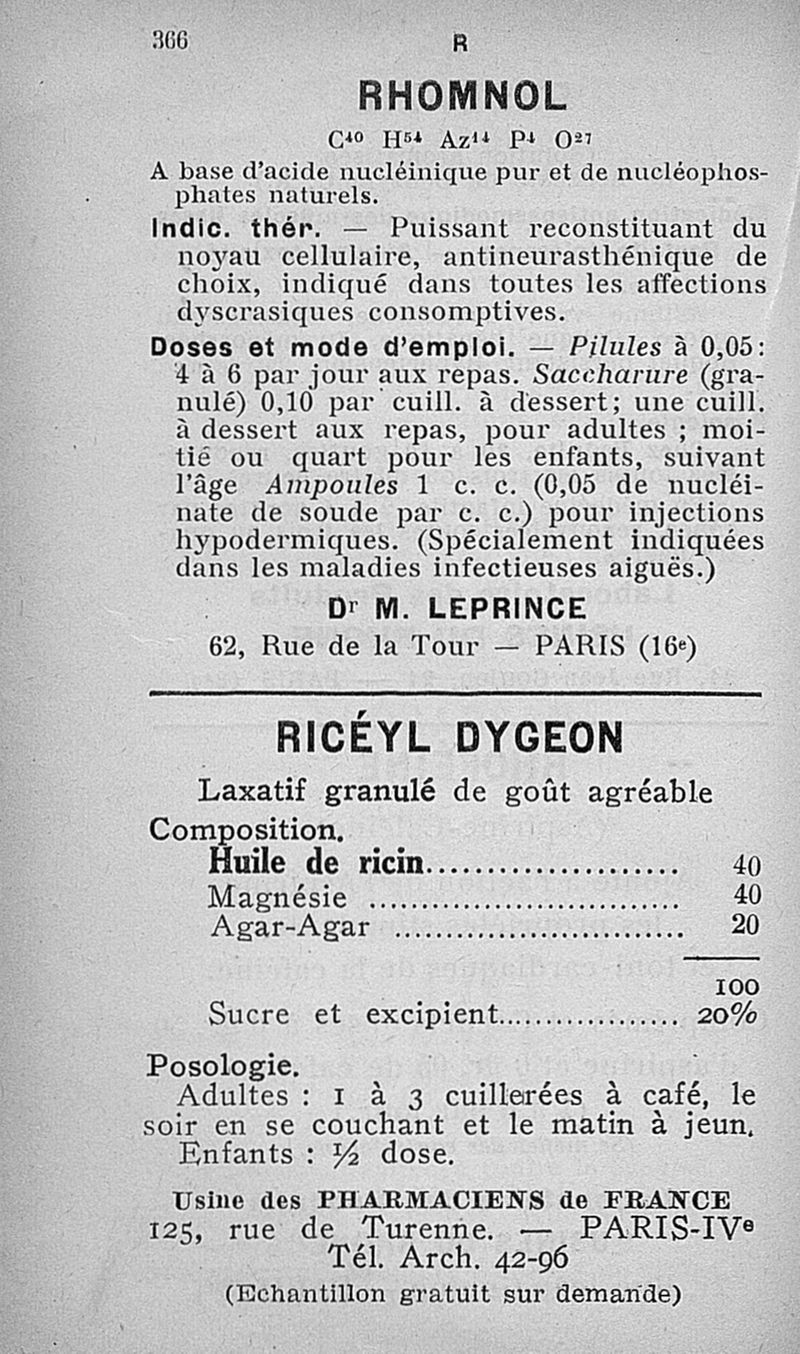 366
R
RHOMNOL
C⁴⁰ H⁵⁴ Az¹⁴ P⁴ O²⁷
A base d'acide nucléinique pur et de nucléophos-
phates naturels.
Indic. thér. — Puissant reconstituant du
noyau cellulaire, antineurasthénique de
choix, indiqué dans toutes les affections
dyscrasiques consomptives.
Doses et mode d'emploi. — Pilules à 0,05:
4 à 6 par jour aux repas. Saccharure (gra-
nulé) 0,10 par cuill. à dessert; une cuill.
à dessert aux repas, pour adultes ; moi-
tié ou quart pour les enfants, suivant
l'âge Ampoules 1 c. c. (0,05 de nucléi-
nate de soude par c. c.) pour injections
hypodermiques. (Spécialement indiquées
dans les maladies infectieuses aiguës.)
Dʳ M. LEPRINCE
62, Rue de la Tour — PARIS (16ᵉ)
RICÉYL DYGEON
Laxatif granulé de goût agréable
Composition.
Huile de ricin..................... 40
Magnésie .............................. 40
Agar-Agar ............................ 20
100
Sucre et excipient.................. 20%
Posologie.
Adultes : 1 à 3 cuillerées à café, le
soir en se couchant et le matin à jeun.
Enfants : ½ dose.
Usine des PHARMACIENS de FRANCE
125, rue de Turenne. — PARIS-IVᵉ
Tél. Arch. 42-96
(Echantillon gratuit sur demande)